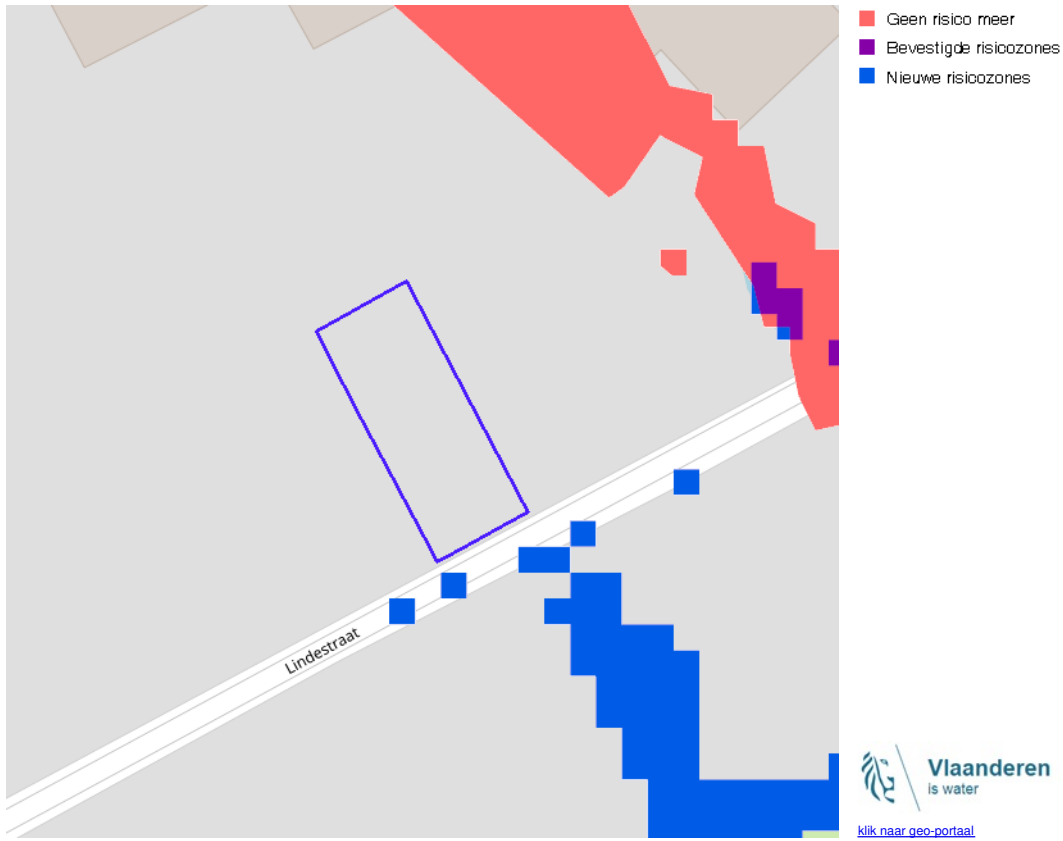 Geen risico meer
Bevestigde risicozones
Nieuwe risicozones
Lindestraat
Vlaanderen
is water
klik naar geo-portaal